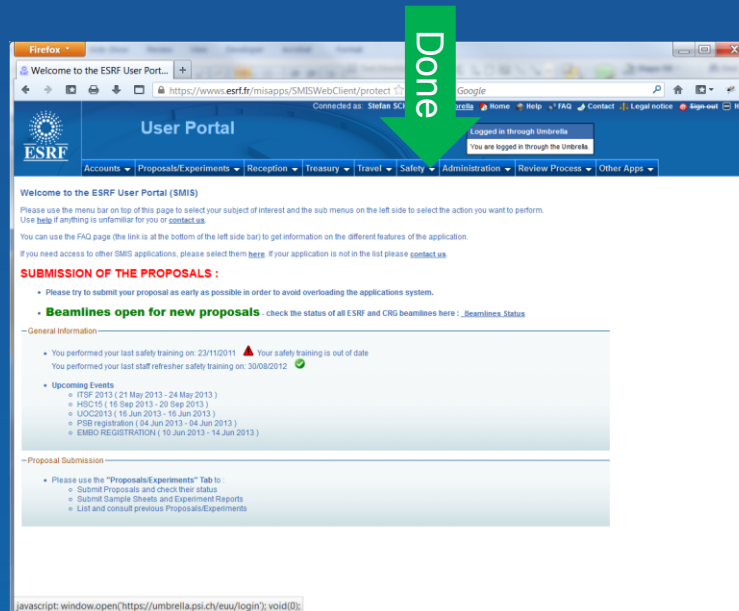 Done
Firefox
Welcome to the ESRF User Port...
https://wwws.esrf.fr/misapps/SMISWebClient/protect
Google
Connected as: Stefan
Home Help FAQ Contact Legal notice Sign out
ESRF
User Portal
Logged in through Umbrella
You are logged in through the Umbrella.
Accounts Proposals/Experiments Reception Treasury Travel Safety Administration Review Process Other Apps
Welcome to the ESRF User Portal (SMIS)
Please use the menu bar on top of this page to select your subject of interest and the sub menus on the left side to select the action you want to perform.
Use help if anything is unfamiliar for you or contact us.
You can use the FAQ page (the link is at the bottom of the left side bar) to get information on the different features of the application.
If you need access to other SMIS applications, please select them here. If your application is not in the list please contact us.
SUBMISSION OF THE PROPOSALS :
Please try to submit your proposal as early as possible in order to avoid overloading the applications system.
Beamlines open for new proposals - check the status of all ESRF and CRG beamlines here : Beamlines Status
General Information
You performed your last safety training on: 23/11/2011 Your safety training is out of date
You performed your last staff refresher safety training on: 30/08/2012
Upcoming Events
ITSF 2013 ( 21 May 2013 - 24 May 2013 )
HSC15 ( 16 Sep 2013 - 20 Sep 2013 )
UOC2013 ( 16 Jun 2013 - 16 Jun 2013 )
PSB registration ( 04 Jun 2013 - 04 Jun 2013 )
EMBO REGISTRATION ( 10 Jun 2013 - 14 Jun 2013 )
Proposal Submission
Please use the "Proposals/Experiments" Tab to :
Submit Proposals and check their status
Submit Sample Sheets and Experiment Reports
List and consult previous Proposals/Experiments
javascript: window.open('https://umbrella.psi.ch/euu/login'); void(0);